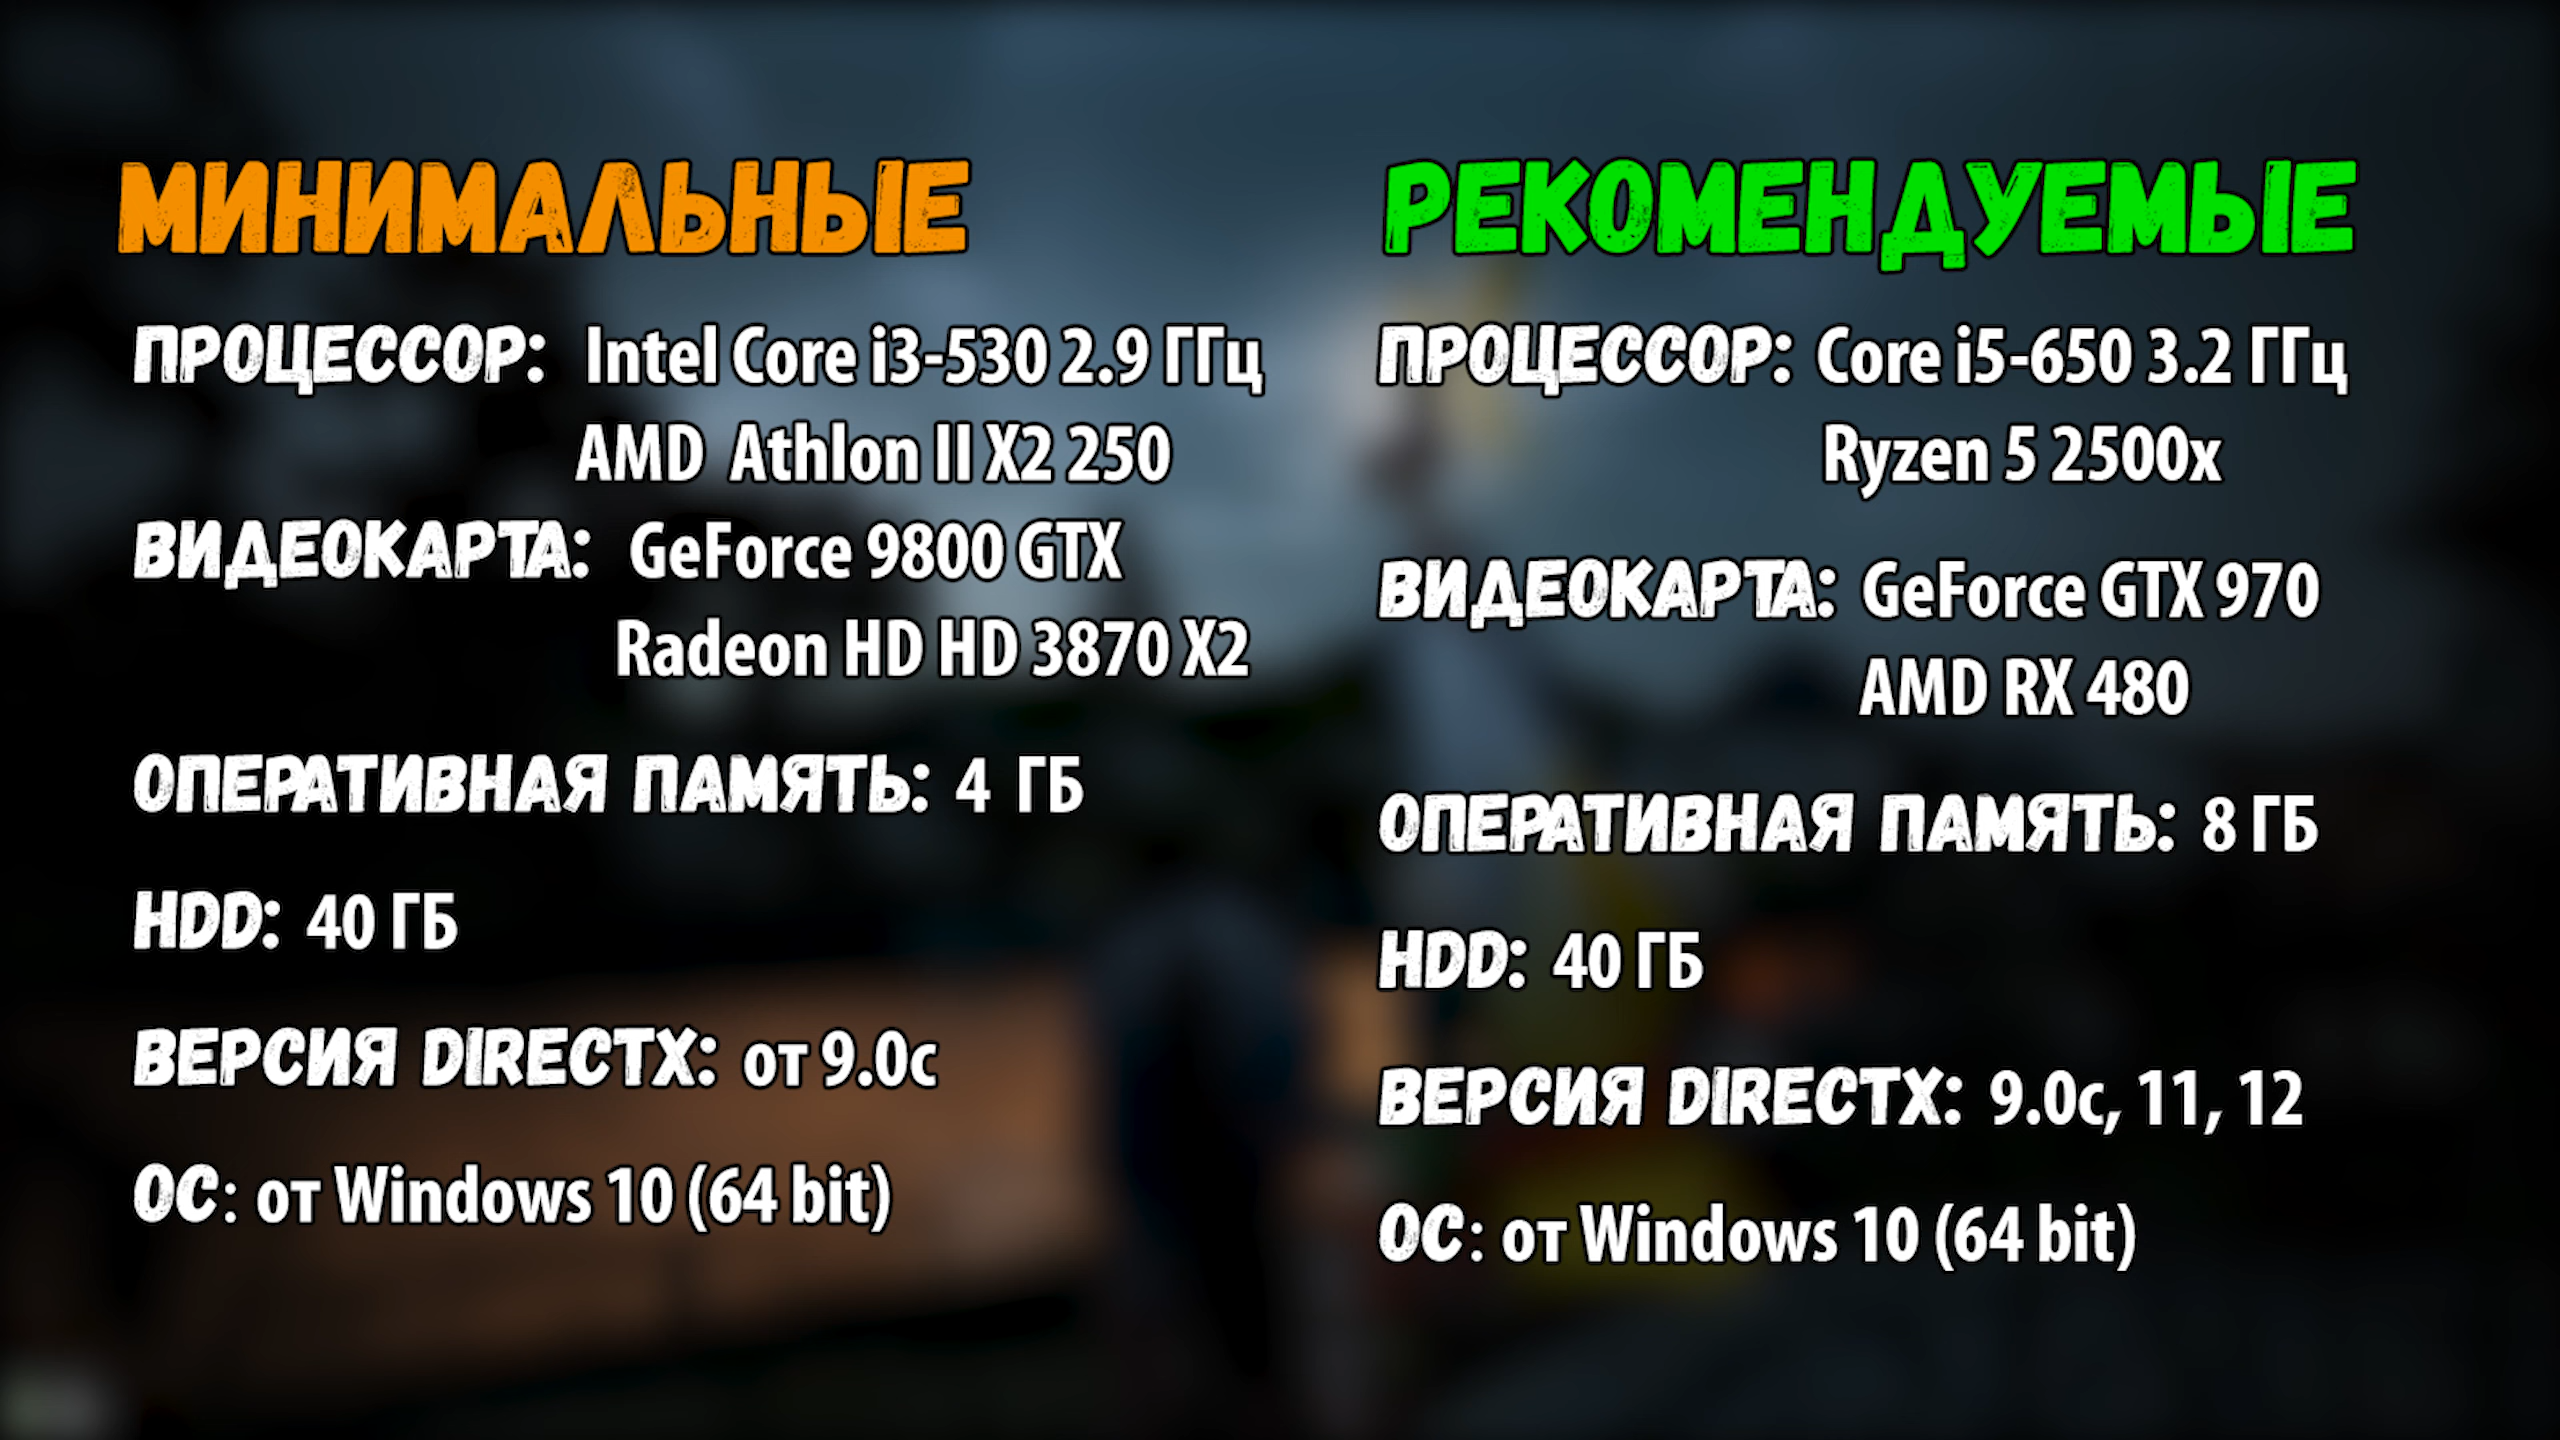 МИНИМАЛЬНЫЕ
ПРОЦЕССОР: Intel Core i3-530 2.9 ГГц
AMD Athlon II X2 250
ВИДЕОКАРТА: GeForce 9800 GTX
Radeon HD HD 3870 X2
ОПЕРАТИВНАЯ ПАМЯТЬ: 4 ГБ
HDD: 40 ГБ
ВЕРСИЯ DIRECTX: от 9.0с
ОС: от Windows 10 (64 bit)
РЕКОМЕНДУЕМЫЕ
ПРОЦЕССОР: Core i5-650 3.2 ГГц
Ryzen 5 2500x
ВИДЕОКАРТА: GeForce GTX 970
AMD RX 480
ОПЕРАТИВНАЯ ПАМЯТЬ: 8 ГБ
HDD: 40 ГБ
ВЕРСИЯ DIRECTX: 9.0с, 11, 12
ОС: от Windows 10 (64 bit)